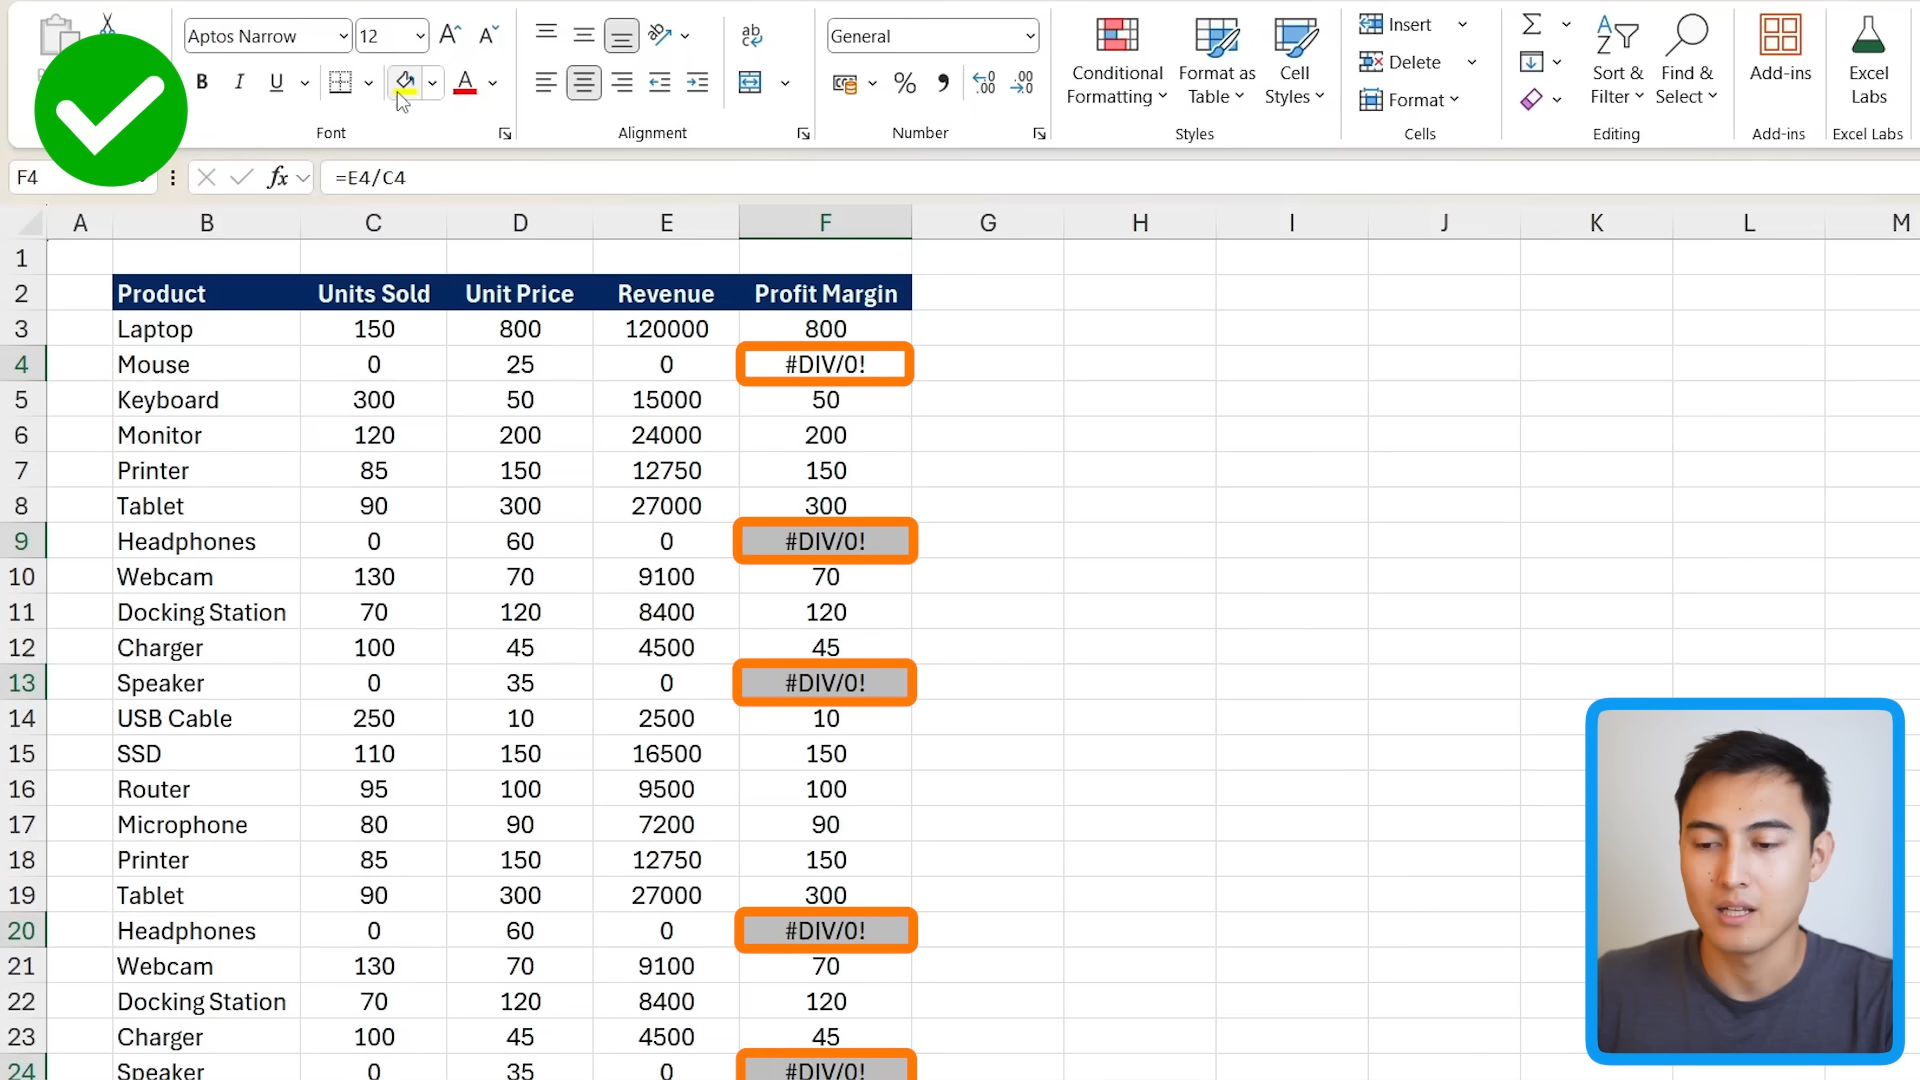 Aptos Narrow 12 General Insert
Conditional Formatting Format as Table Cell Styles Delete Sort & Filter Find & Select Add-ins Excel Labs
B I U A % Format
Font Alignment Number Styles Cells Editing Add-ins Excel Labs
F4 fx =E4/C4
A B C D E F G H I J K L M
1
2 Product Units Sold Unit Price Revenue Profit Margin
3 Laptop 150 800 120000 800
4 Mouse 0 25 0 #DIV/0!
5 Keyboard 300 50 15000 50
6 Monitor 120 200 24000 200
7 Printer 85 150 12750 150
8 Tablet 90 300 27000 300
9 Headphones 0 60 0 #DIV/0!
10 Webcam 130 70 9100 70
11 Docking Station 70 120 8400 120
12 Charger 100 45 4500 45
13 Speaker 0 35 0 #DIV/0!
14 USB Cable 250 10 2500 10
15 SSD 110 150 16500 150
16 Router 95 100 9500 100
17 Microphone 80 90 7200 90
18 Printer 85 150 12750 150
19 Tablet 90 300 27000 300
20 Headphones 0 60 0 #DIV/0!
21 Webcam 130 70 9100 70
22 Docking Station 70 120 8400 120
23 Charger 100 45 4500 45
24 Speaker 0 35 0 #DIV/0!